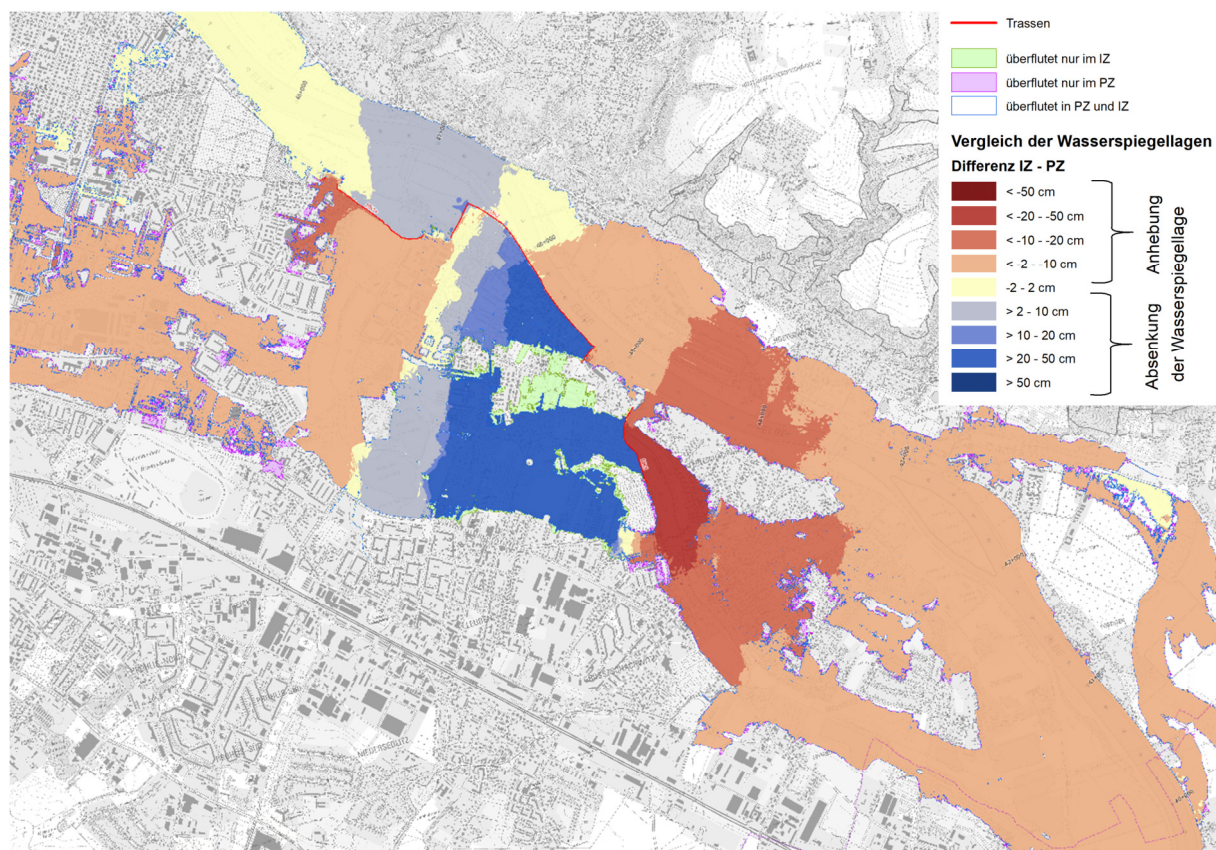 Trassen
überflutet nur im IZ
überflutet nur im PZ
überflutet in PZ und IZ
Vergleich der Wasserspiegellagen
Differenz IZ - PZ
< -50 cm
< -20 - -50 cm
< -10 - -20 cm
< -2 - -10 cm
-2 - 2 cm
> 2 - 10 cm
> 10 - 20 cm
> 20 - 50 cm
> 50 cm
Anhebung
Absenkung
der Wasserspiegellage